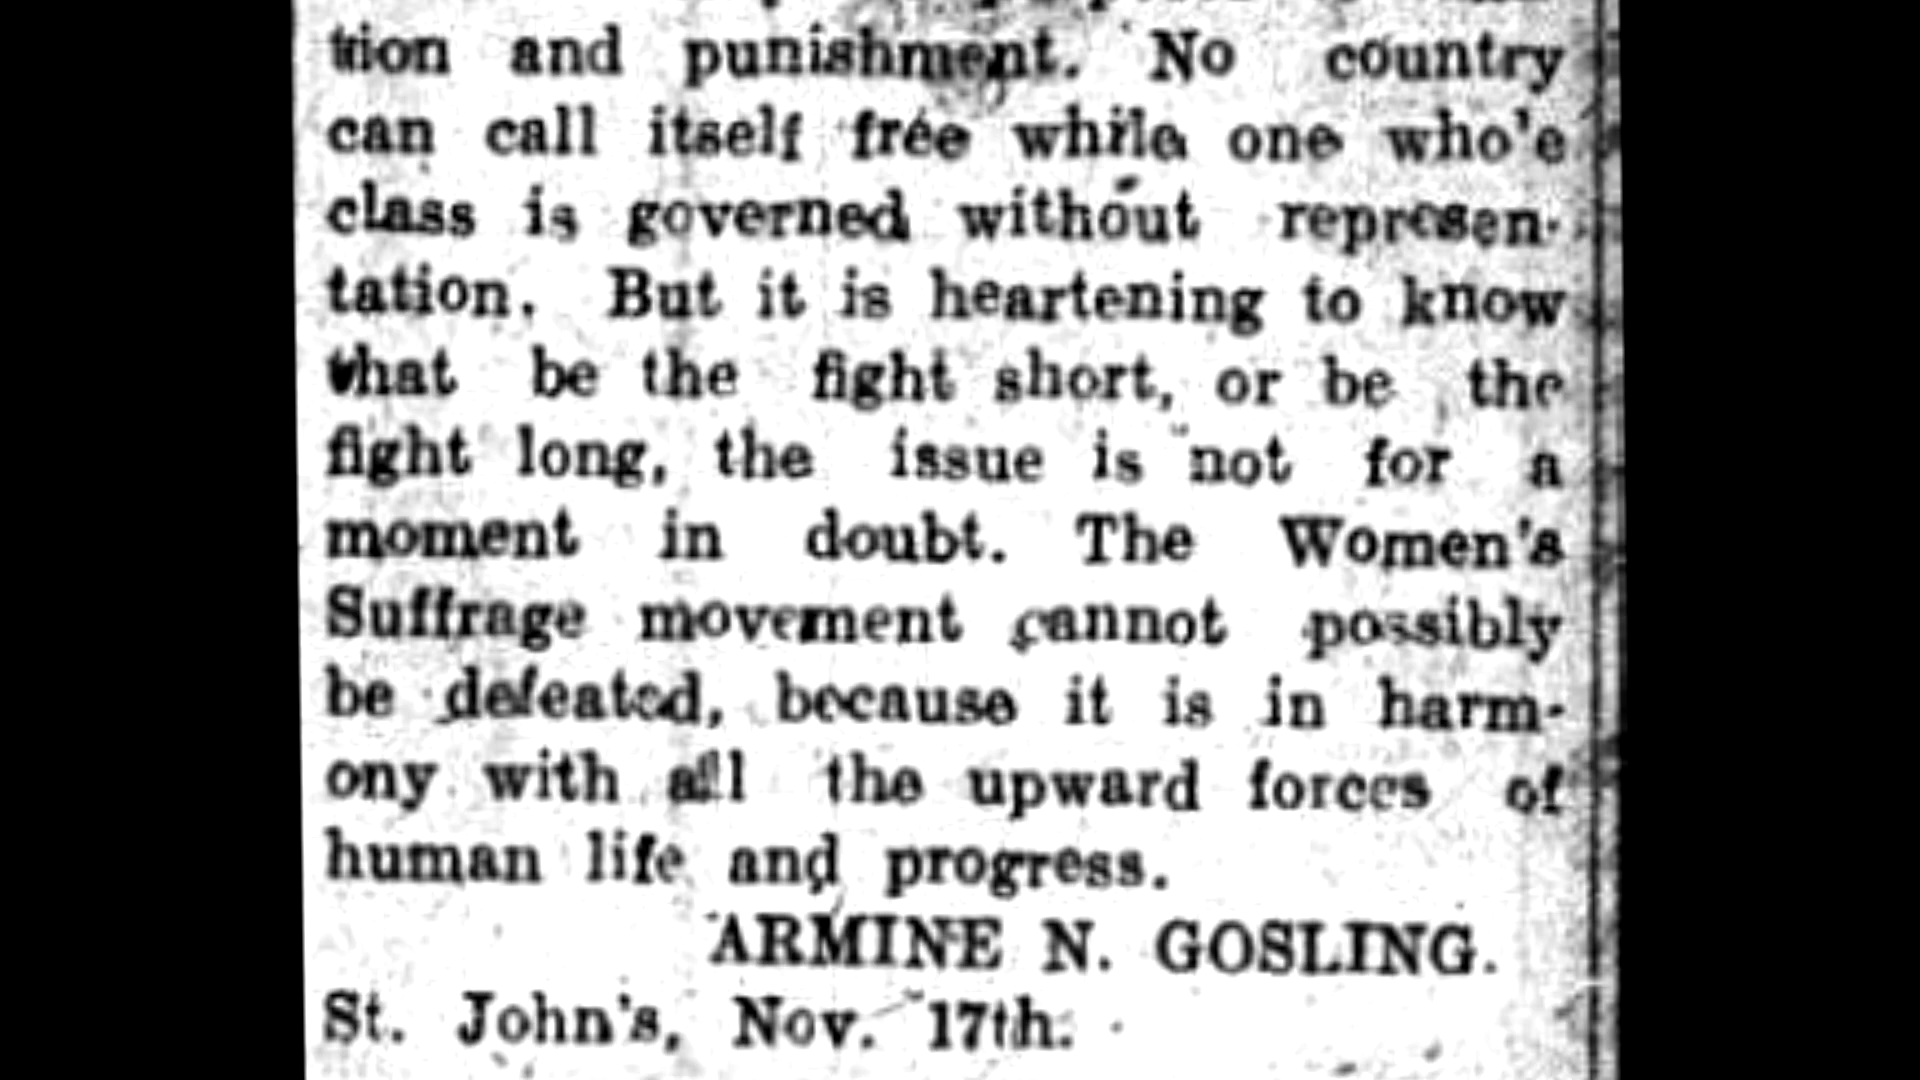 tion and punishment. No country
can call itself free while one who'e
class is governed without represen-
tation. But it is heartening to know
that be the fight short, or be the
fight long, the issue is not for a
moment in doubt. The Women's
Suffrage movement cannot possibly
be defeated, because it is in harm-
ony with all the upward forces of
human life and progress.
ARMINE N. GOSLING.
St. John's, Nov. 17th.